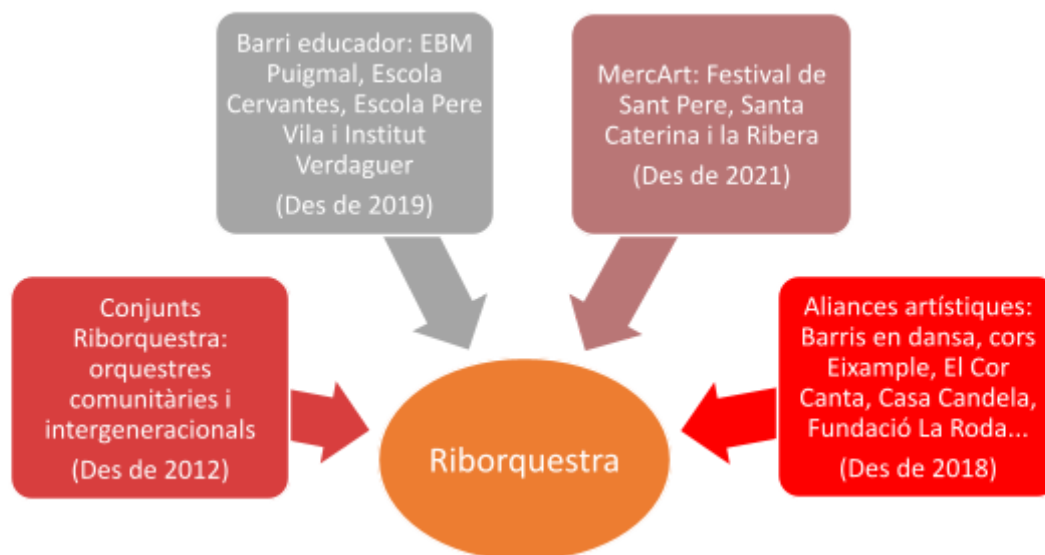 Barri educador: EBM
Puigmal, Escola
Cervantes, Escola Pere
Vila i Institut
Verdaguer
(Des de 2019)
MercArt: Festival de
Sant Pere, Santa
Caterina i la Ribera
(Des de 2021)
Conjunts
Riborquestra:
orquestres
comunitàries i
intergeneracionals
(Des de 2012)
Aliances artístiques:
Barris en dansa, cors
Eixample, El Cor
Canta, Casa Candela,
Fundació La Roda...
(Des de 2018)
Riborquestra